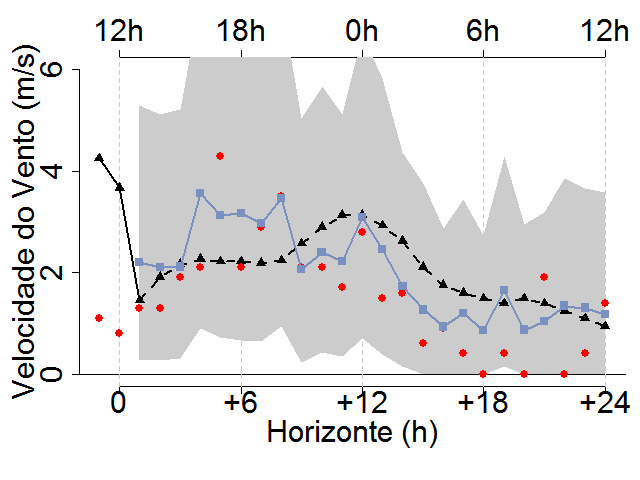 12h 18h 0h 6h 12h
Velocidade do Vento (m/s)
6
4
2
0
0 +6 +12 +18 +24
Horizonte (h)